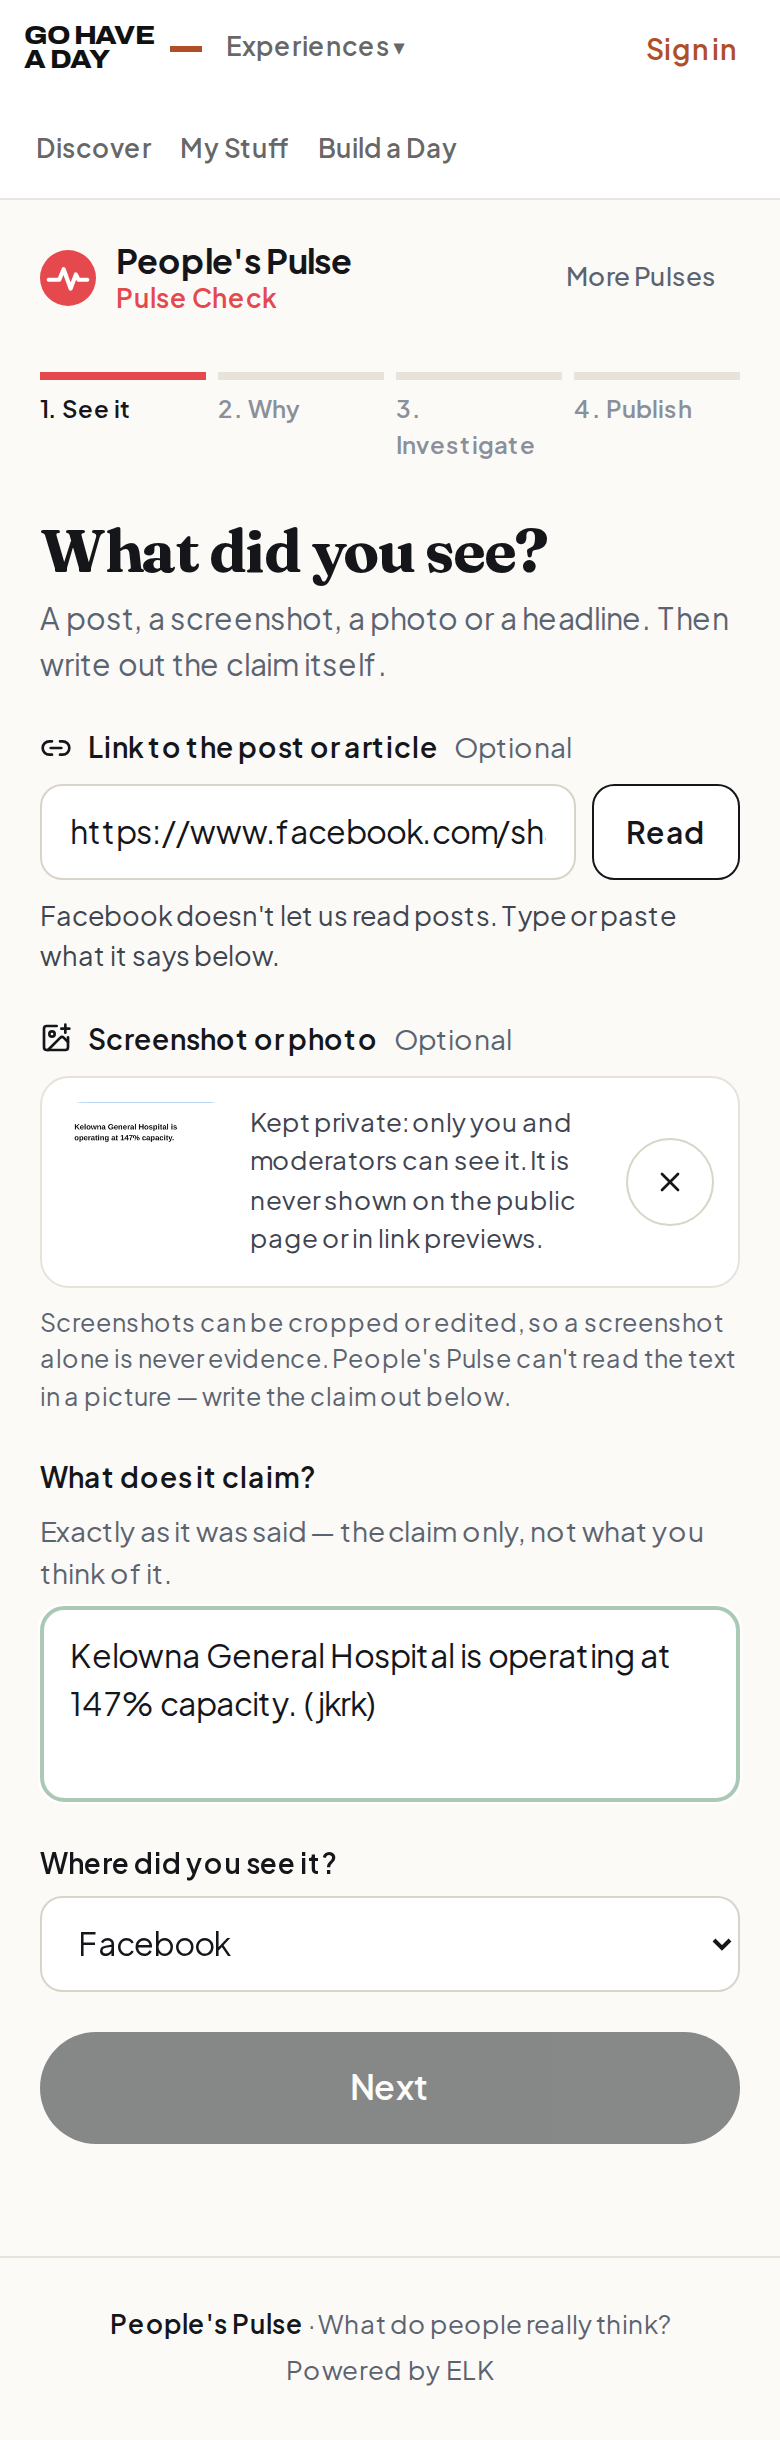 GO HAVE
A DAY
Experiences ▾
Sign in
Discover My Stuff Build a Day
People's Pulse
Pulse Check
More Pulses
1. See it
2. Why
3.
Investigate
4. Publish
What did you see?
A post, a screenshot, a photo or a headline. Then
write out the claim itself.
Link to the post or article Optional
https://www.facebook.com/sh
Read
Facebook doesn't let us read posts. Type or paste
what it says below.
Screenshot or photo Optional
Kelowna General Hospital is
operating at 147% capacity.
Kept private: only you and
moderators can see it. It is
never shown on the public
page or in link previews.
Screenshots can be cropped or edited, so a screenshot
alone is never evidence. People's Pulse can't read the text
in a picture — write the claim out below.
What does it claim?
Exactly as it was said — the claim only, not what you
think of it.
Kelowna General Hospital is operating at
147% capacity. (jkrk)
Where did you see it?
Facebook
Next
People's Pulse · What do people really think?
Powered by ELK